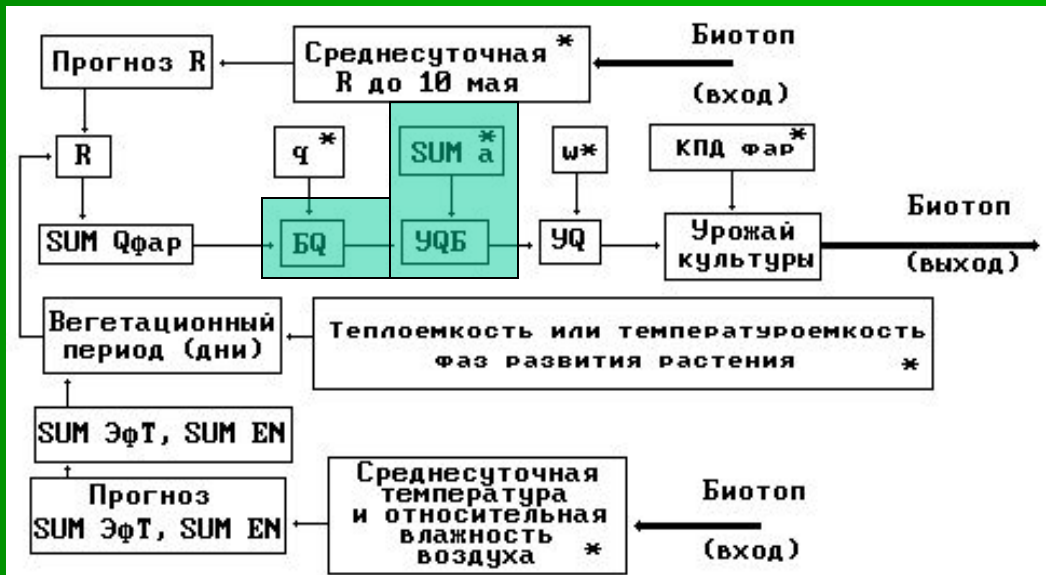 Прогноз R
Среднесуточная *
R до 10 мая
Биотоп
(вход)
R
q *
SUM a *
w*
КПД фар*
SUM Qфар
БQ
УQБ
УQ
Урожай
культуры
Биотоп
(выход)
Вегетационный
период (дни)
Теплоемкость или температуроемкость
фаз развития растения *
SUM ЭфТ, SUM EN
Прогноз
SUM ЭфТ, SUM EN
Среднесуточная
температура
и относительная
влажность
воздуха *
Биотоп
(вход)